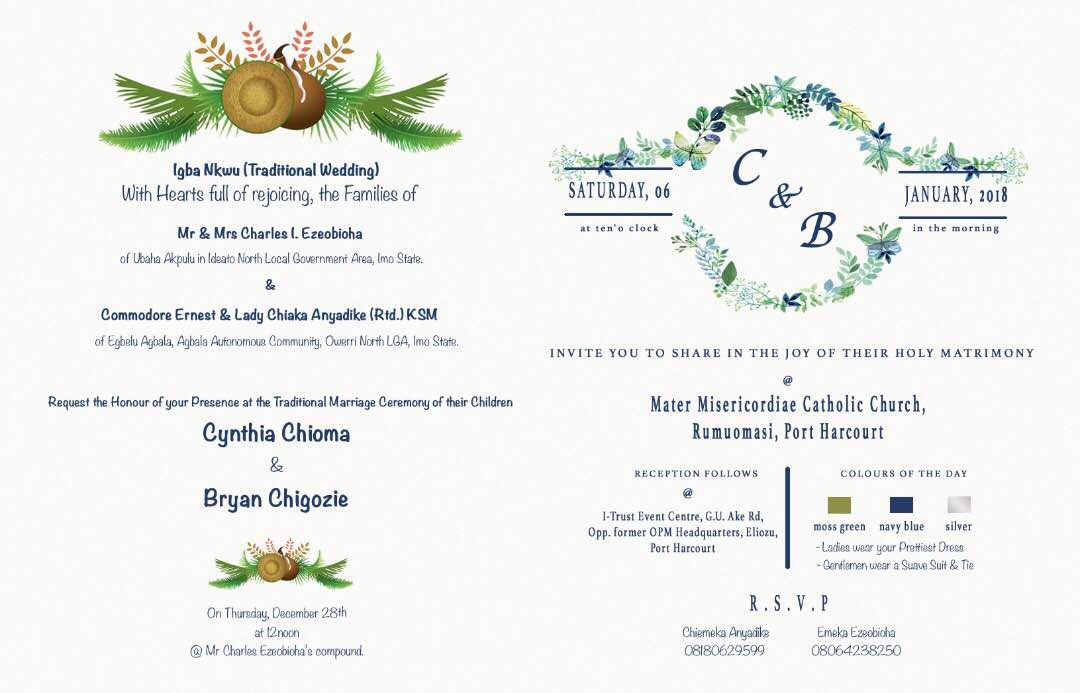 Igba Nkwu (Traditional Wedding)
With Hearts full of rejoicing, the Families of
Mr & Mrs Charles I. Ezeobioha
of Ubaha Akpulu in Ideato North Local Government Area, Imo State.
&
Commodore Ernest & Lady Chiaka Anyadike (Rtd.) KSM
of Egbelu Agbala, Agbala Autonomous Community, Owerri North LGA, Imo State.
Request the Honour of your Presence at the Traditional Marriage Ceremony of their Children
Cynthia Chioma
&
Bryan Chigozie
On Thursday, December 28th
at 12noon
@ Mr Charles Ezeobioha's compound.
C
&
B
SATURDAY, 06
at ten'o clock
JANUARY, 2018
in the morning
INVITE YOU TO SHARE IN THE JOY OF THEIR HOLY MATRIMONY
@
Mater Misericordiae Catholic Church,
Rumuomasi, Port Harcourt
RECEPTION FOLLOWS
@
I-Trust Event Centre, G.U. Ake Rd,
Opp. former OPM Headquarters, Eliozu,
Port Harcourt
COLOURS OF THE DAY
moss green navy blue silver
- Ladies wear your Prettiest Dress
- Gentlemen wear a Suave Suit & Tie
R.S.V.P
Chiemeka Anyadike
08180629599
Emeka Ezeobioha
08064238250